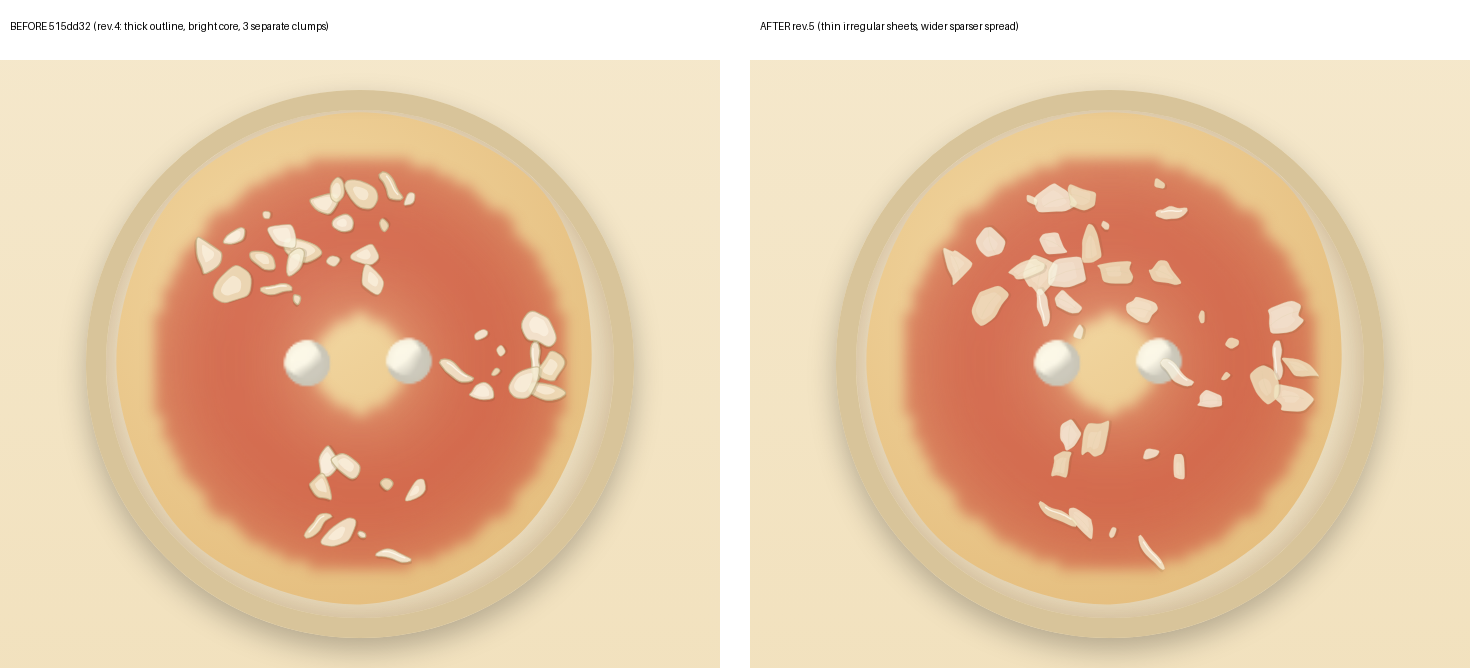 BEFORE 515dd32 (rev.4: thick outline, bright core, 3 separate clumps)
AFTER rev.5 (thin irregular sheets, wider sparser spread)